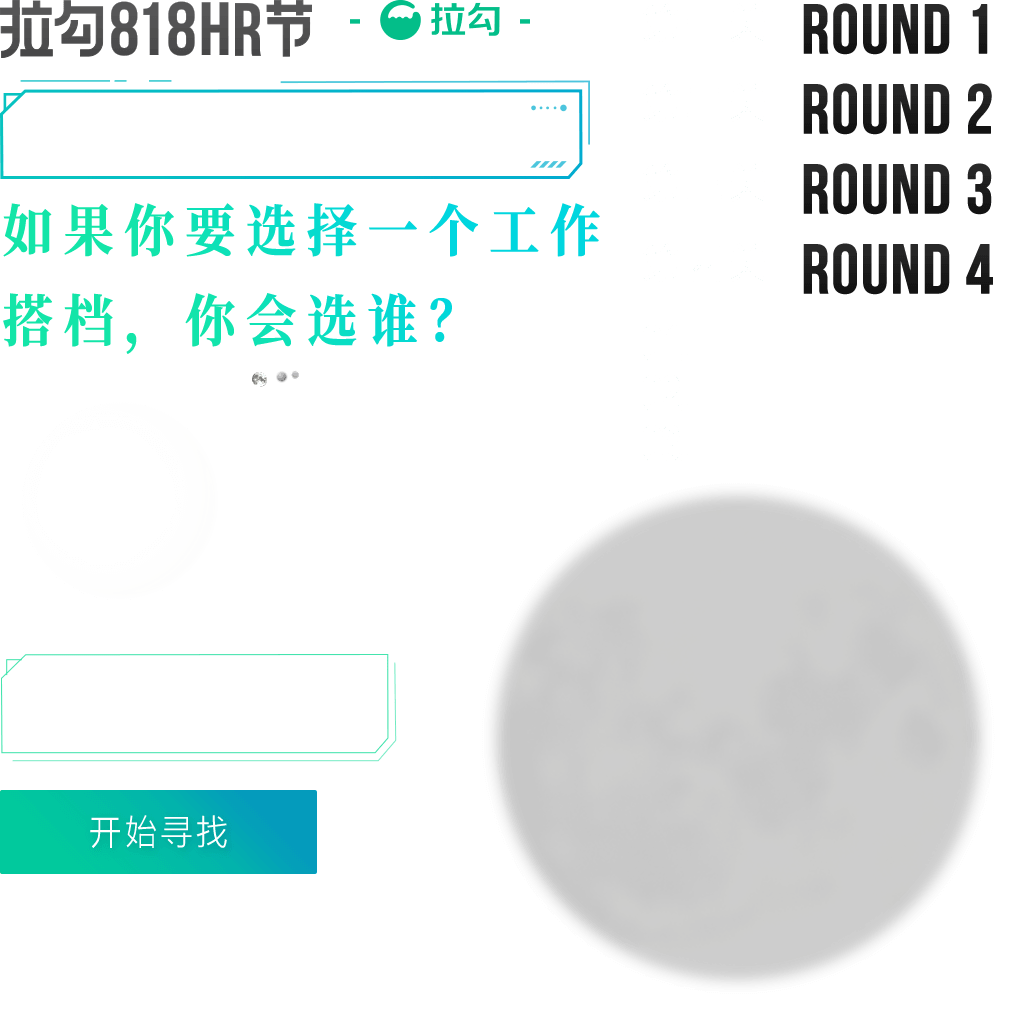 拉勾818HR节
- 拉勾 -
ROUND 1
ROUND 2
ROUND 3
ROUND 4
如果你要选择一个工作
搭档，你会选谁？
开始寻找